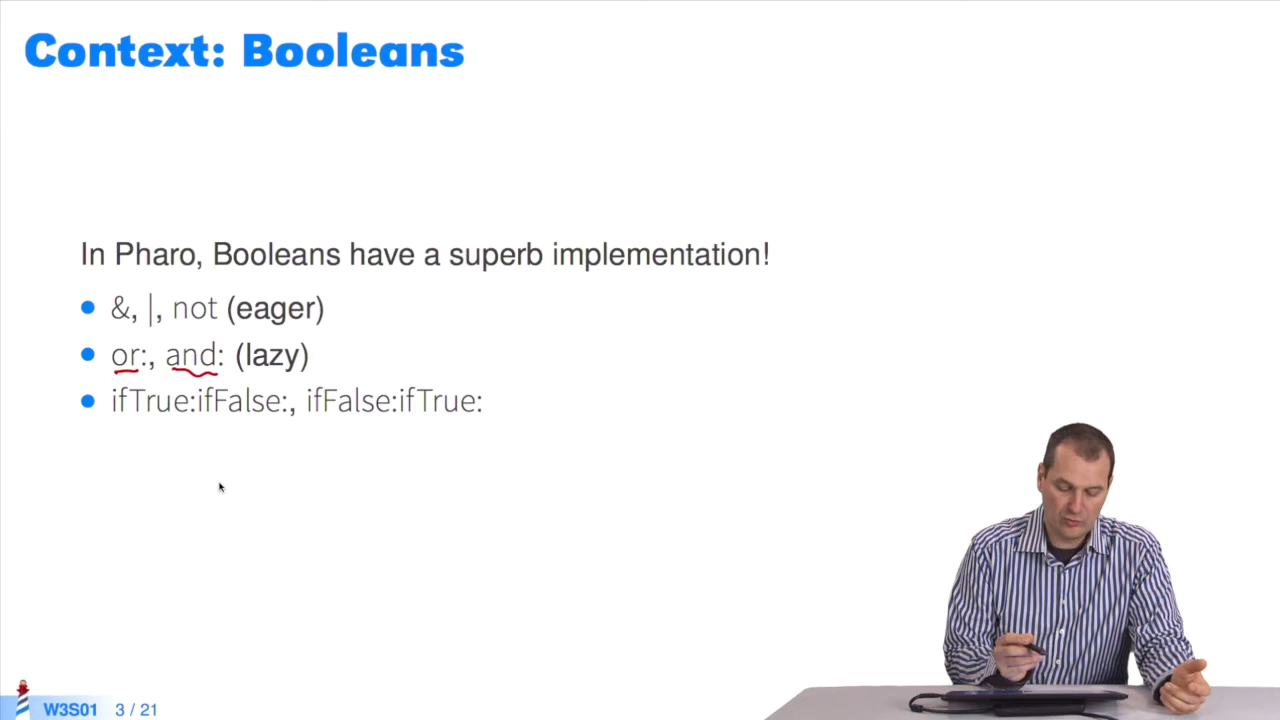 Context: Booleans
In Pharo, Booleans have a superb implementation!
&, |, not (eager)
or:, and: (lazy)
ifTrue:ifFalse:, ifFalse:ifTrue:
W3S01 3 / 21